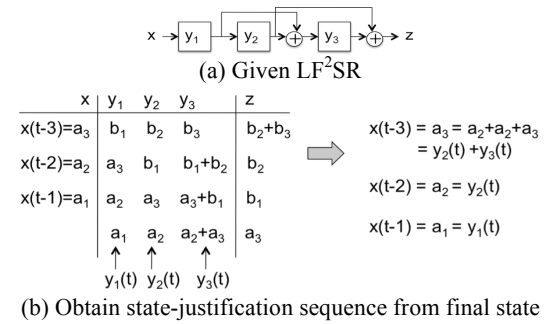 x y₁ y₂ y₃ z
(a) Given LF²SR
x y₁ y₂ y₃ z
x(t-3)=a₃ b₁ b₂ b₃ b₂+b₃
x(t-2)=a₂ a₃ b₁ b₁+b₂ b₂
x(t-1)=a₁ a₂ a₃ a₃+b₁ b₁
a₁ a₂ a₂+a₃ a₃
y₁(t) y₂(t) y₃(t)
x(t-3) = a₃ = a₂+a₂+a₃
= y₂(t) +y₃(t)
x(t-2) = a₂ = y₂(t)
x(t-1) = a₁ = y₁(t)
(b) Obtain state-justification sequence from final state